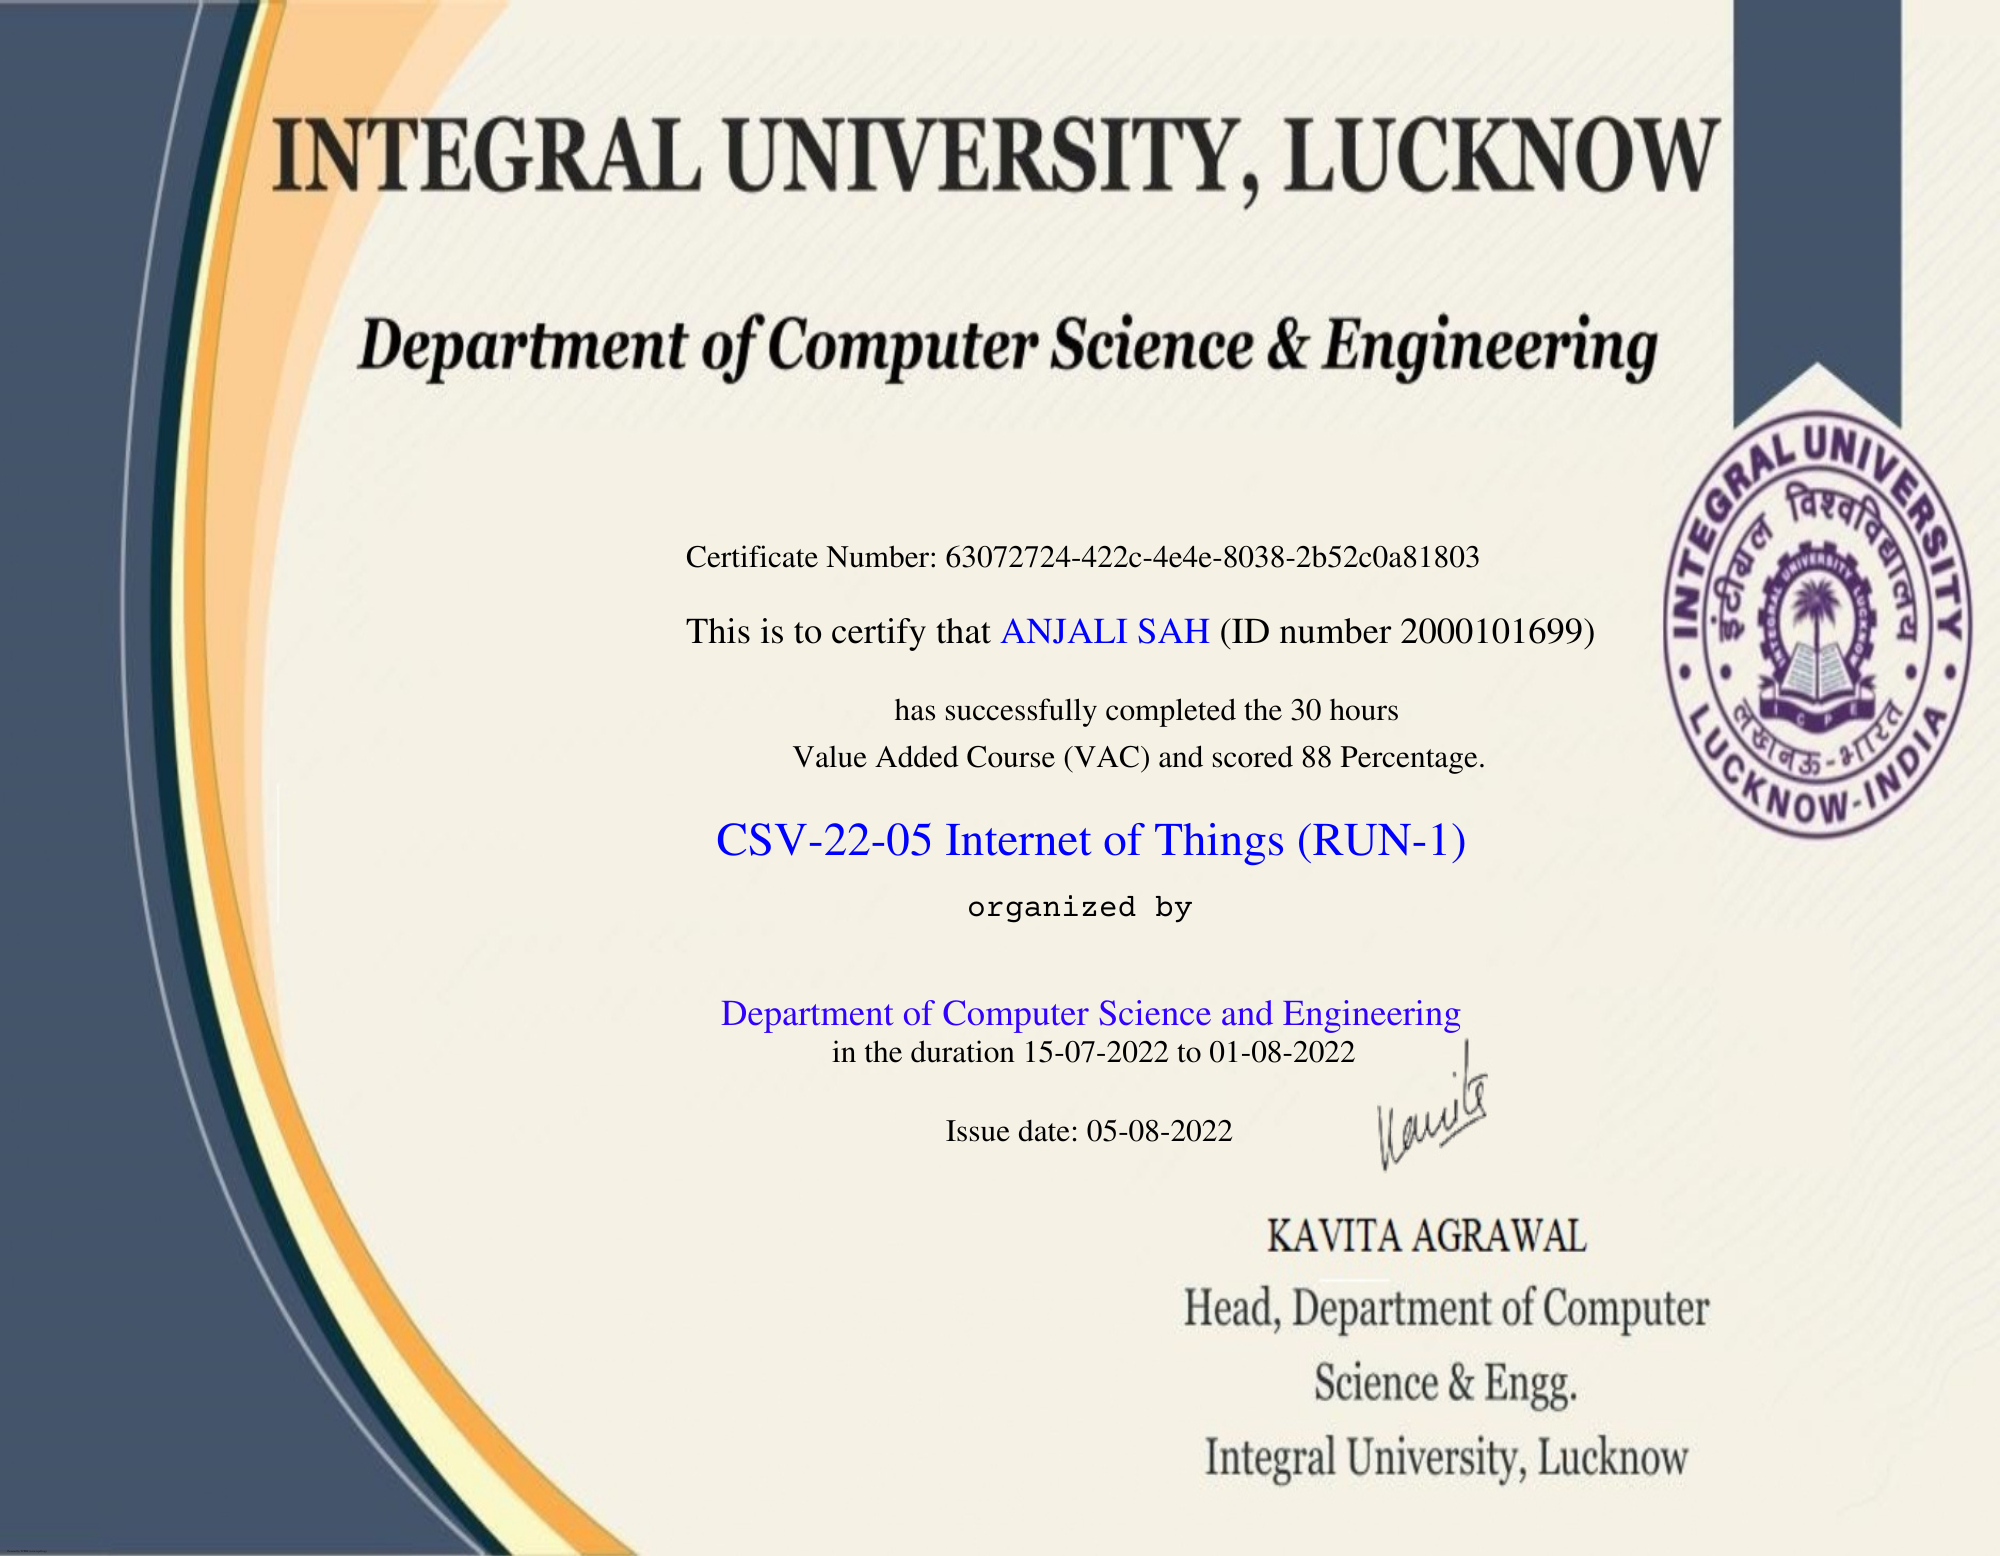 INTEGRAL UNIVERSITY, LUCKNOW
Department of Computer Science & Engineering
INTEGRAL UNIVERSITY
इंटीग्रल विश्वविद्यालय
लखनऊ-भारत
LUCKNOW-INDIA
Certificate Number: 63072724-422c-4e4e-8038-2b52c0a81803
This is to certify that ANJALI SAH (ID number 2000101699)
has successfully completed the 30 hours
Value Added Course (VAC) and scored 88 Percentage.
CSV-22-05 Internet of Things (RUN-1)
organized by
Department of Computer Science and Engineering
in the duration 15-07-2022 to 01-08-2022
Issue date: 05-08-2022
Kavita
KAVITA AGRAWAL
Head, Department of Computer
Science & Engg.
Integral University, Lucknow